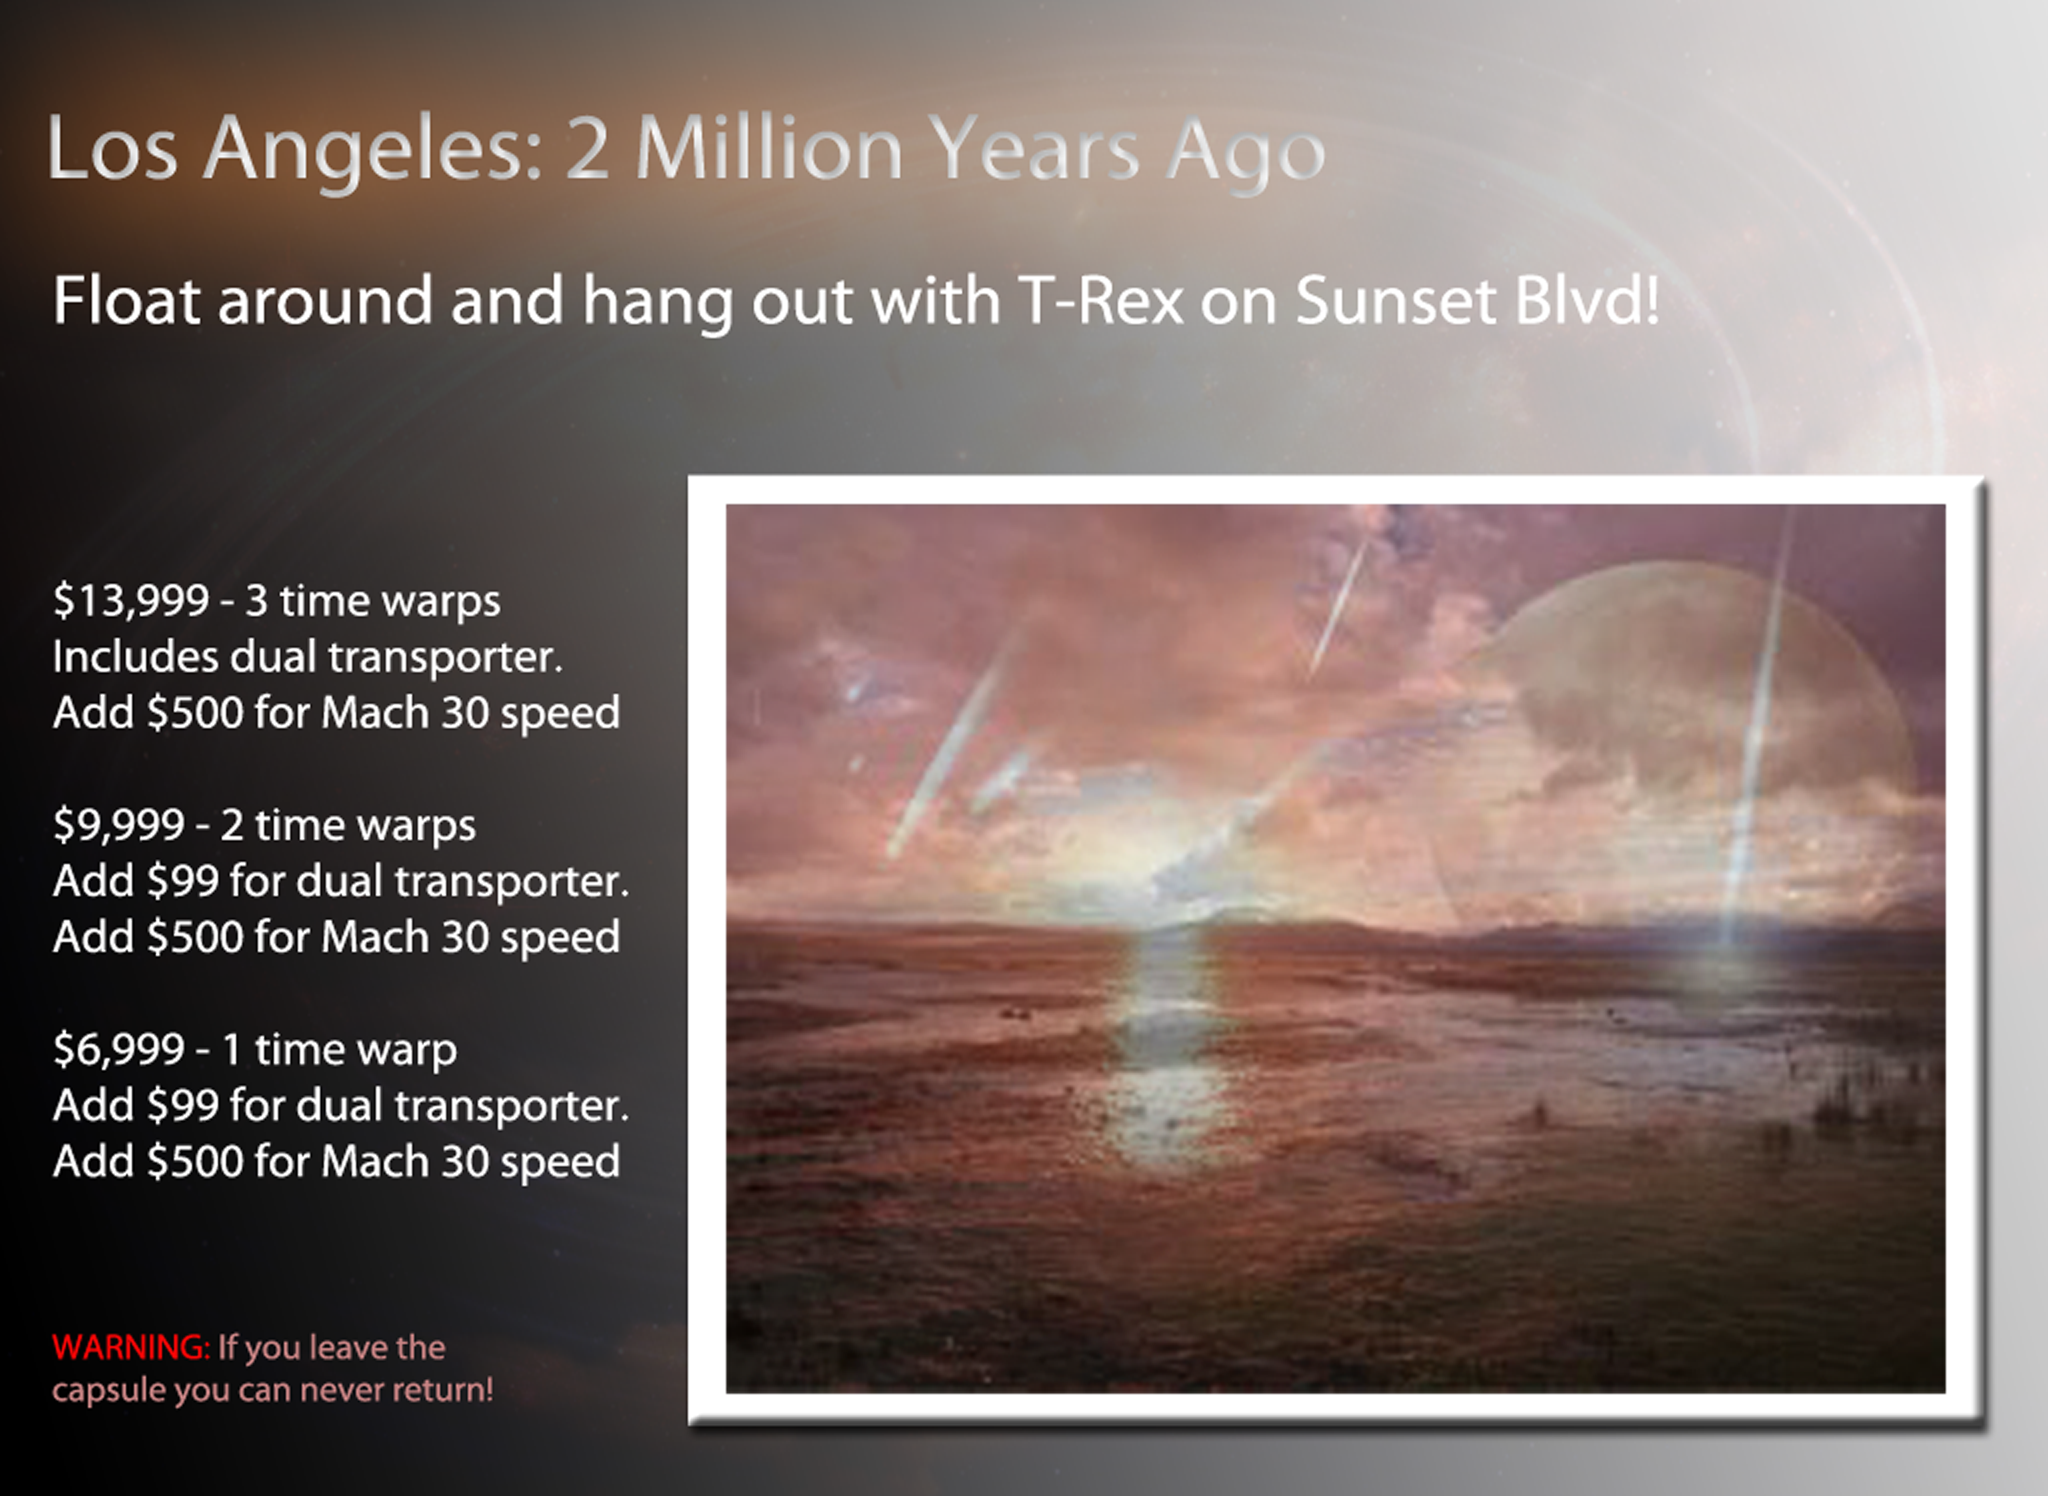 Los Angeles: 2 Million Years Ago
Float around and hang out with T-Rex on Sunset Blvd!
$13,999 - 3 time warps
Includes dual transporter.
Add $500 for Mach 30 speed
$9,999 - 2 time warps
Add $99 for dual transporter.
Add $500 for Mach 30 speed
$6,999 - 1 time warp
Add $99 for dual transporter.
Add $500 for Mach 30 speed
WARNING: If you leave the
capsule you can never return!